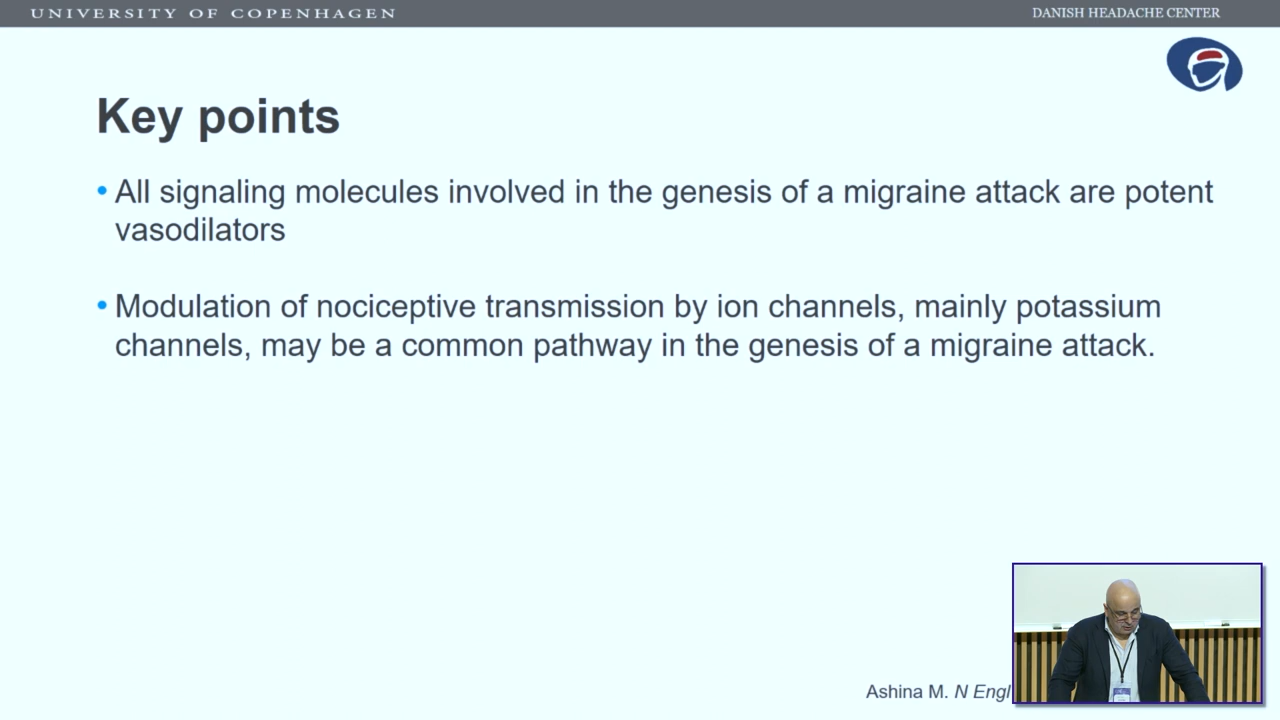 UNIVERSITY OF COPENHAGEN
DANISH HEADACHE CENTER
Key points
• All signaling molecules involved in the genesis of a migraine attack are potent
vasodilators
• Modulation of nociceptive transmission by ion channels, mainly potassium
channels, may be a common pathway in the genesis of a migraine attack.
Ashina M. N Engl